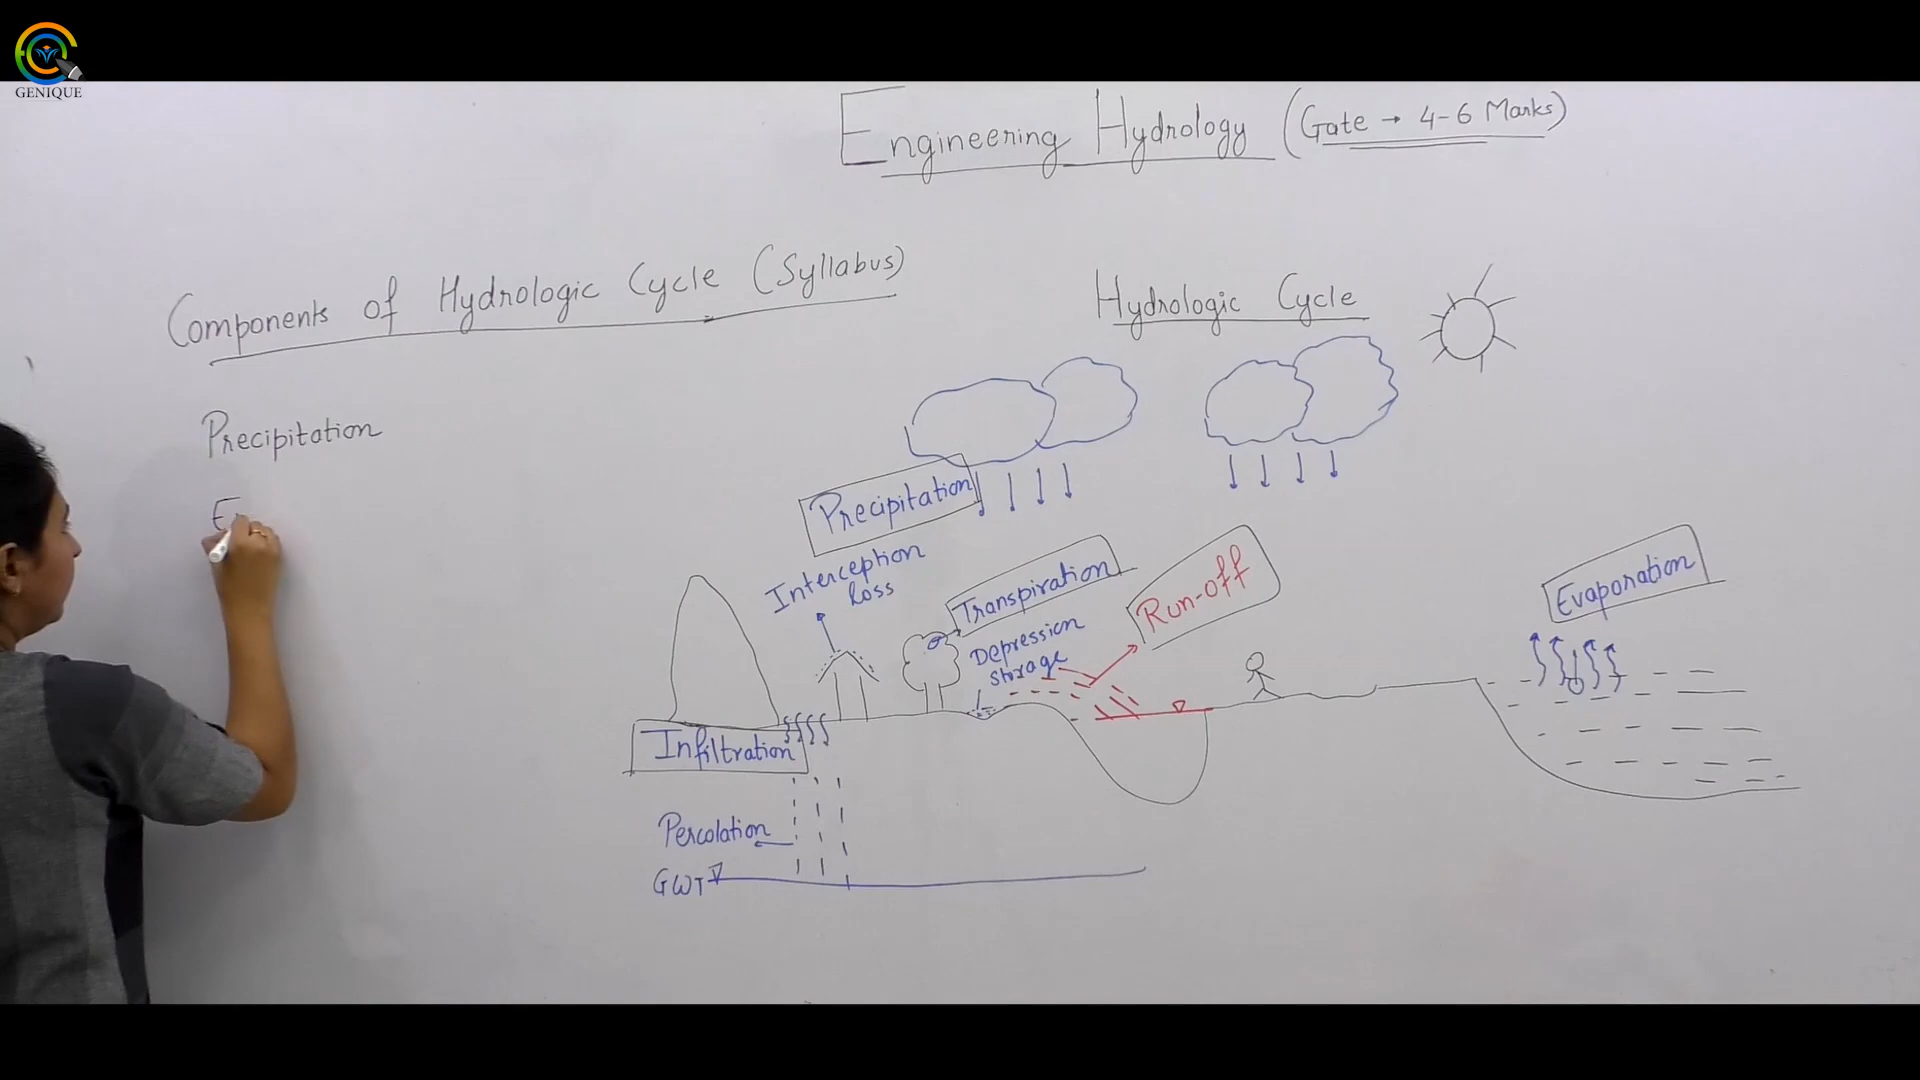 GENIQUE
Engineering Hydrology (Gate → 4-6 Marks)
Components of Hydrologic Cycle (Syllabus)
Hydrologic Cycle
Precipitation
E
Precipitation
Interception
Loss
Transpiration
Run-off
Evaporation
Depression
storage
Infiltration
Percolation
GWT